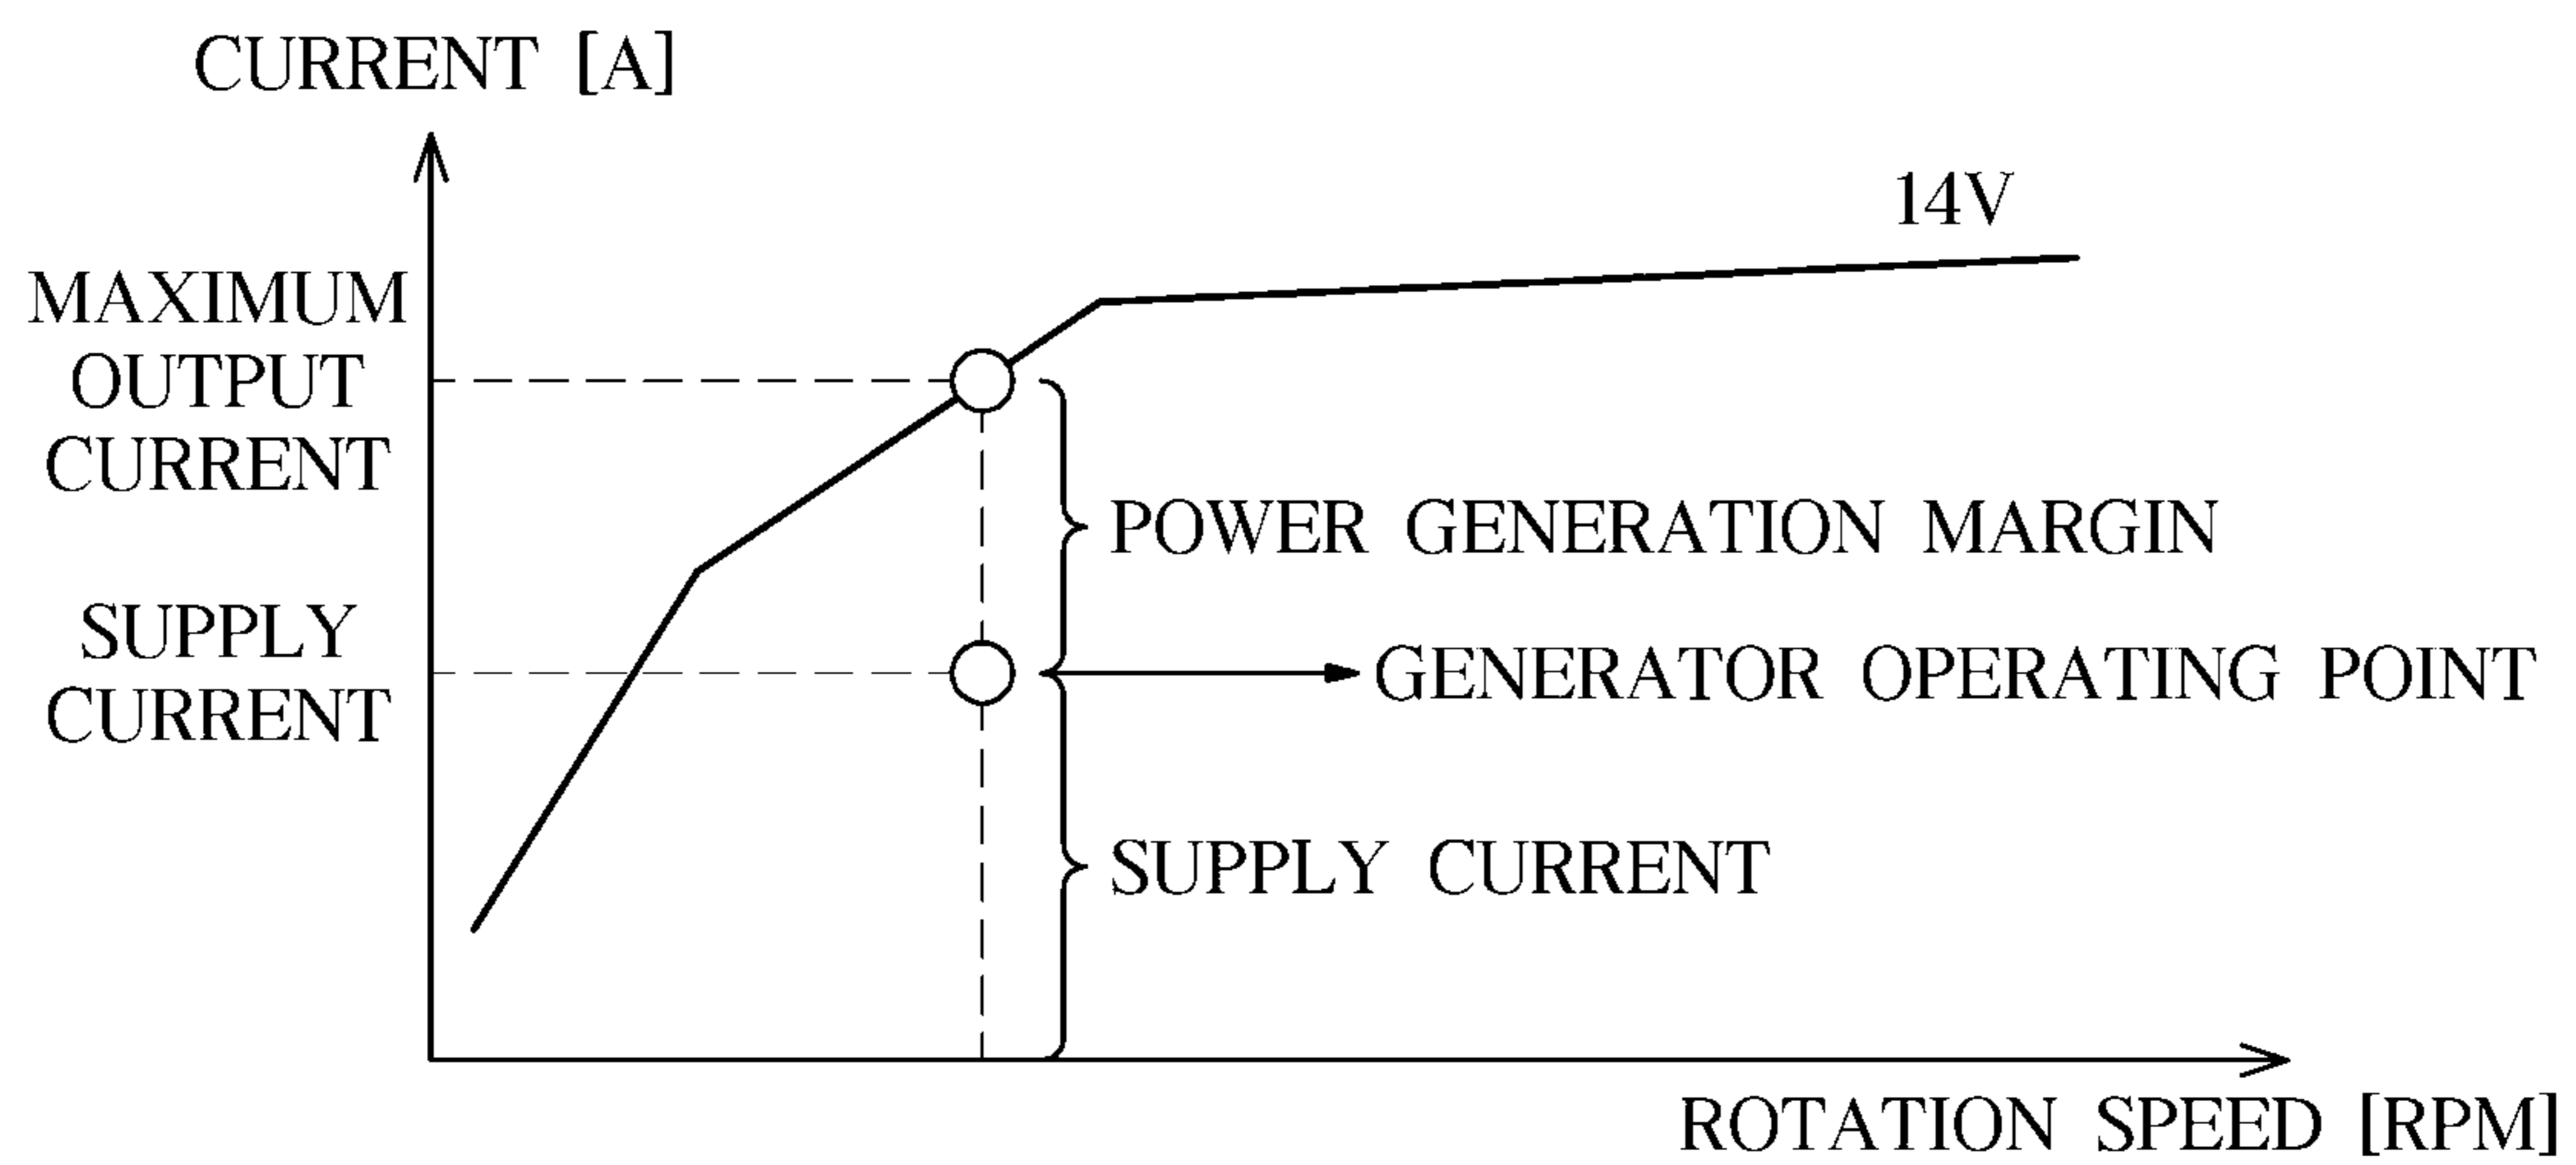 CURRENT [A]
14V
MAXIMUM
OUTPUT
CURRENT
POWER GENERATION MARGIN
SUPPLY
CURRENT
GENERATOR OPERATING POINT
SUPPLY CURRENT
ROTATION SPEED [RPM]